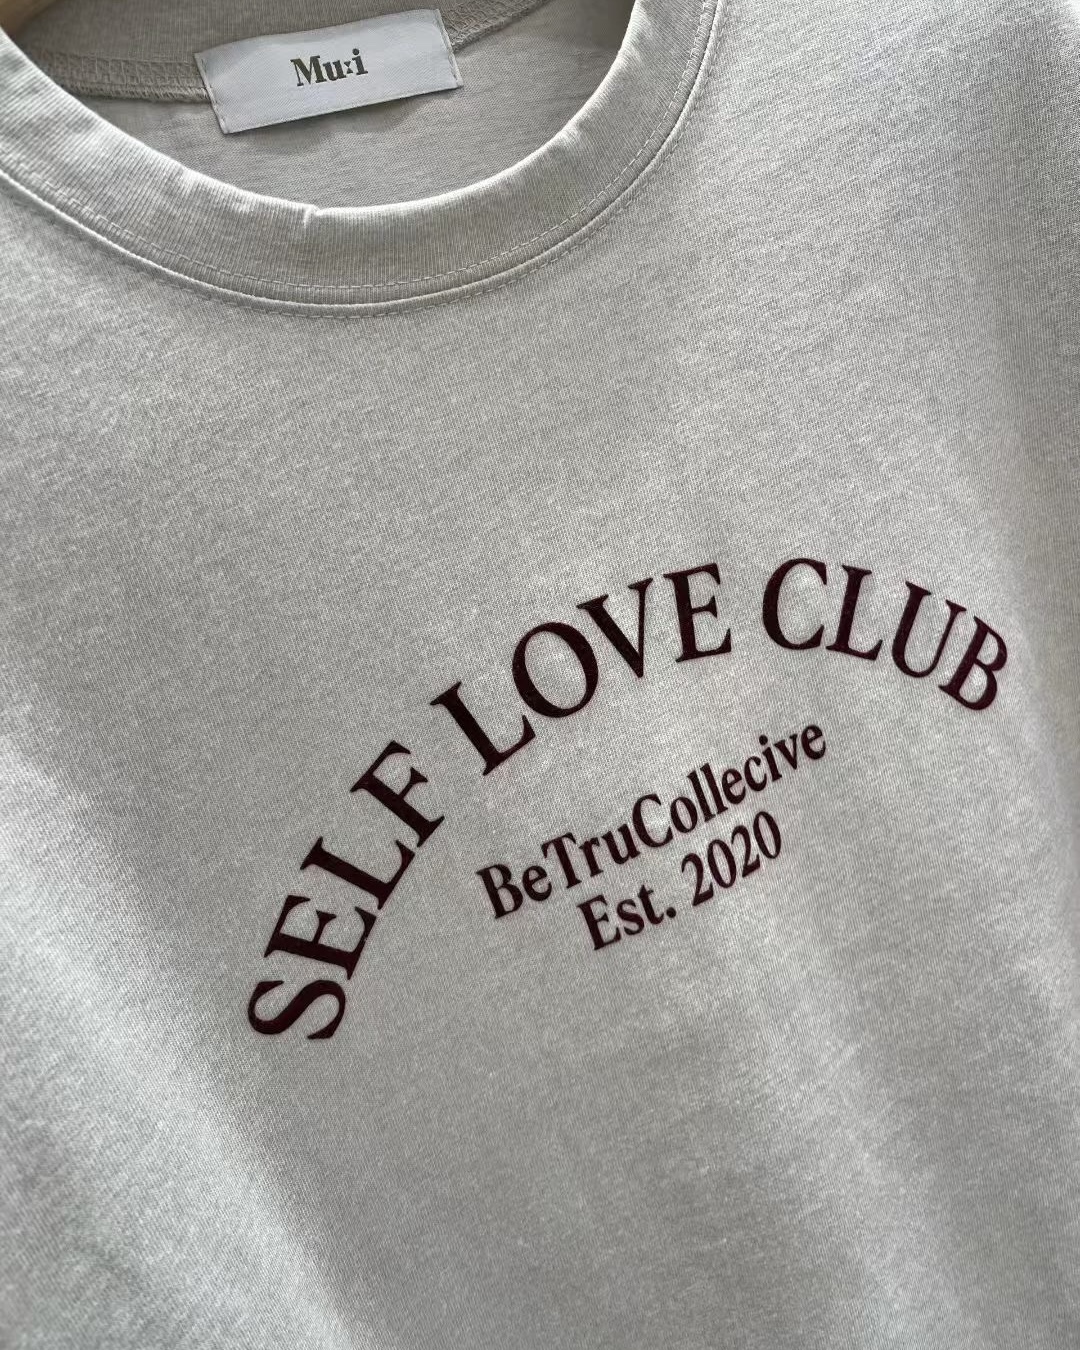 Mu:i
SELF LOVE CLUB
BeTruCollecive
Est. 2020